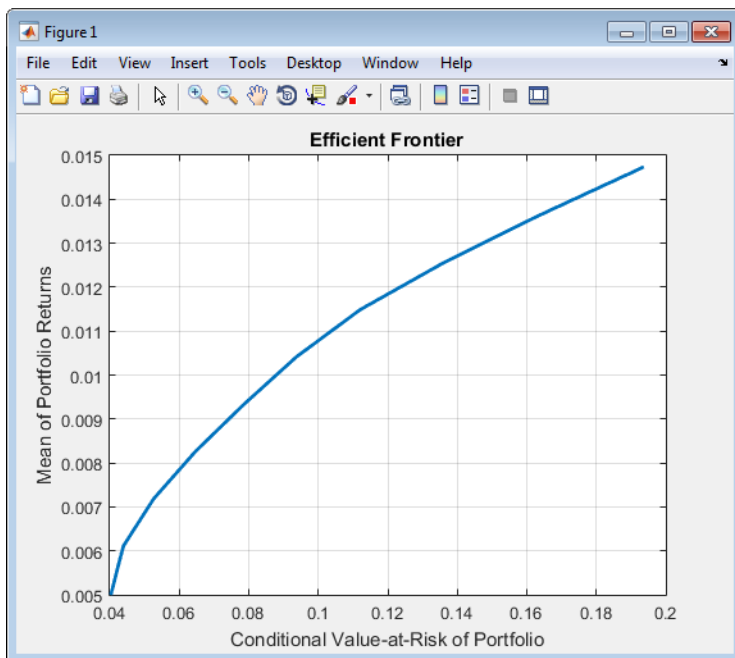 Figure 1
File Edit View Insert Tools Desktop Window Help
Efficient Frontier
0.015
0.014
0.013
0.012
0.011
0.01
0.009
0.008
0.007
0.006
0.005
Mean of Portfolio Returns
0.04 0.06 0.08 0.1 0.12 0.14 0.16 0.18 0.2
Conditional Value-at-Risk of Portfolio